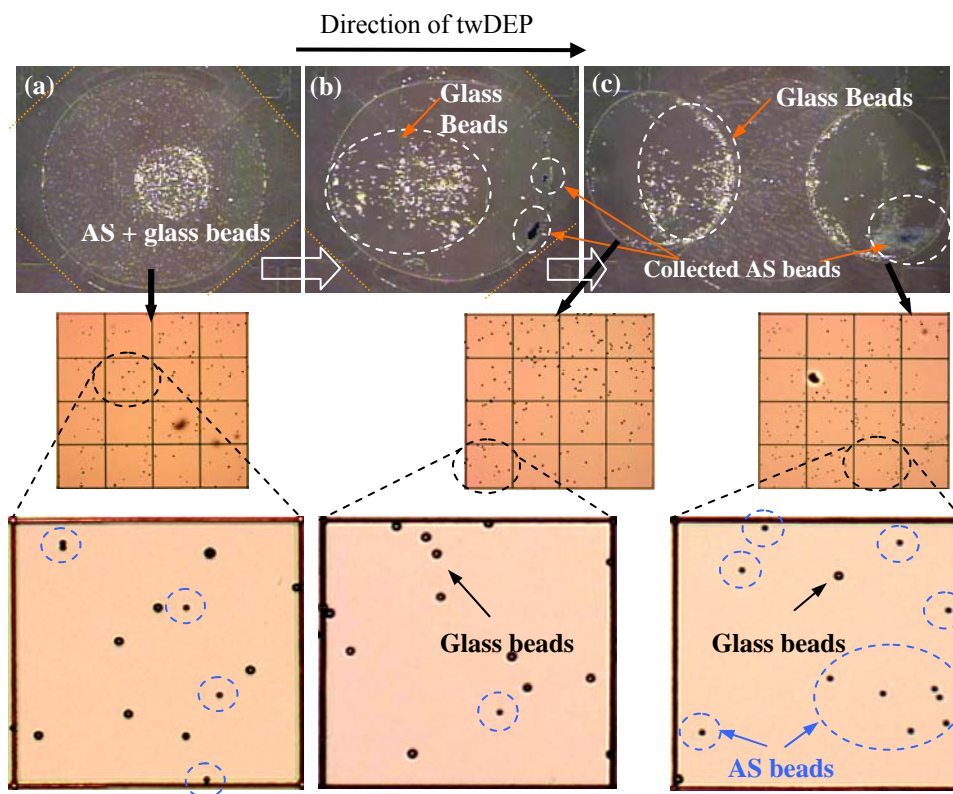 Direction of twDEP
(a)
(b)
(c)
Glass
Beads
Glass Beads
AS + glass beads
Collected AS beads
Glass beads
Glass beads
AS beads